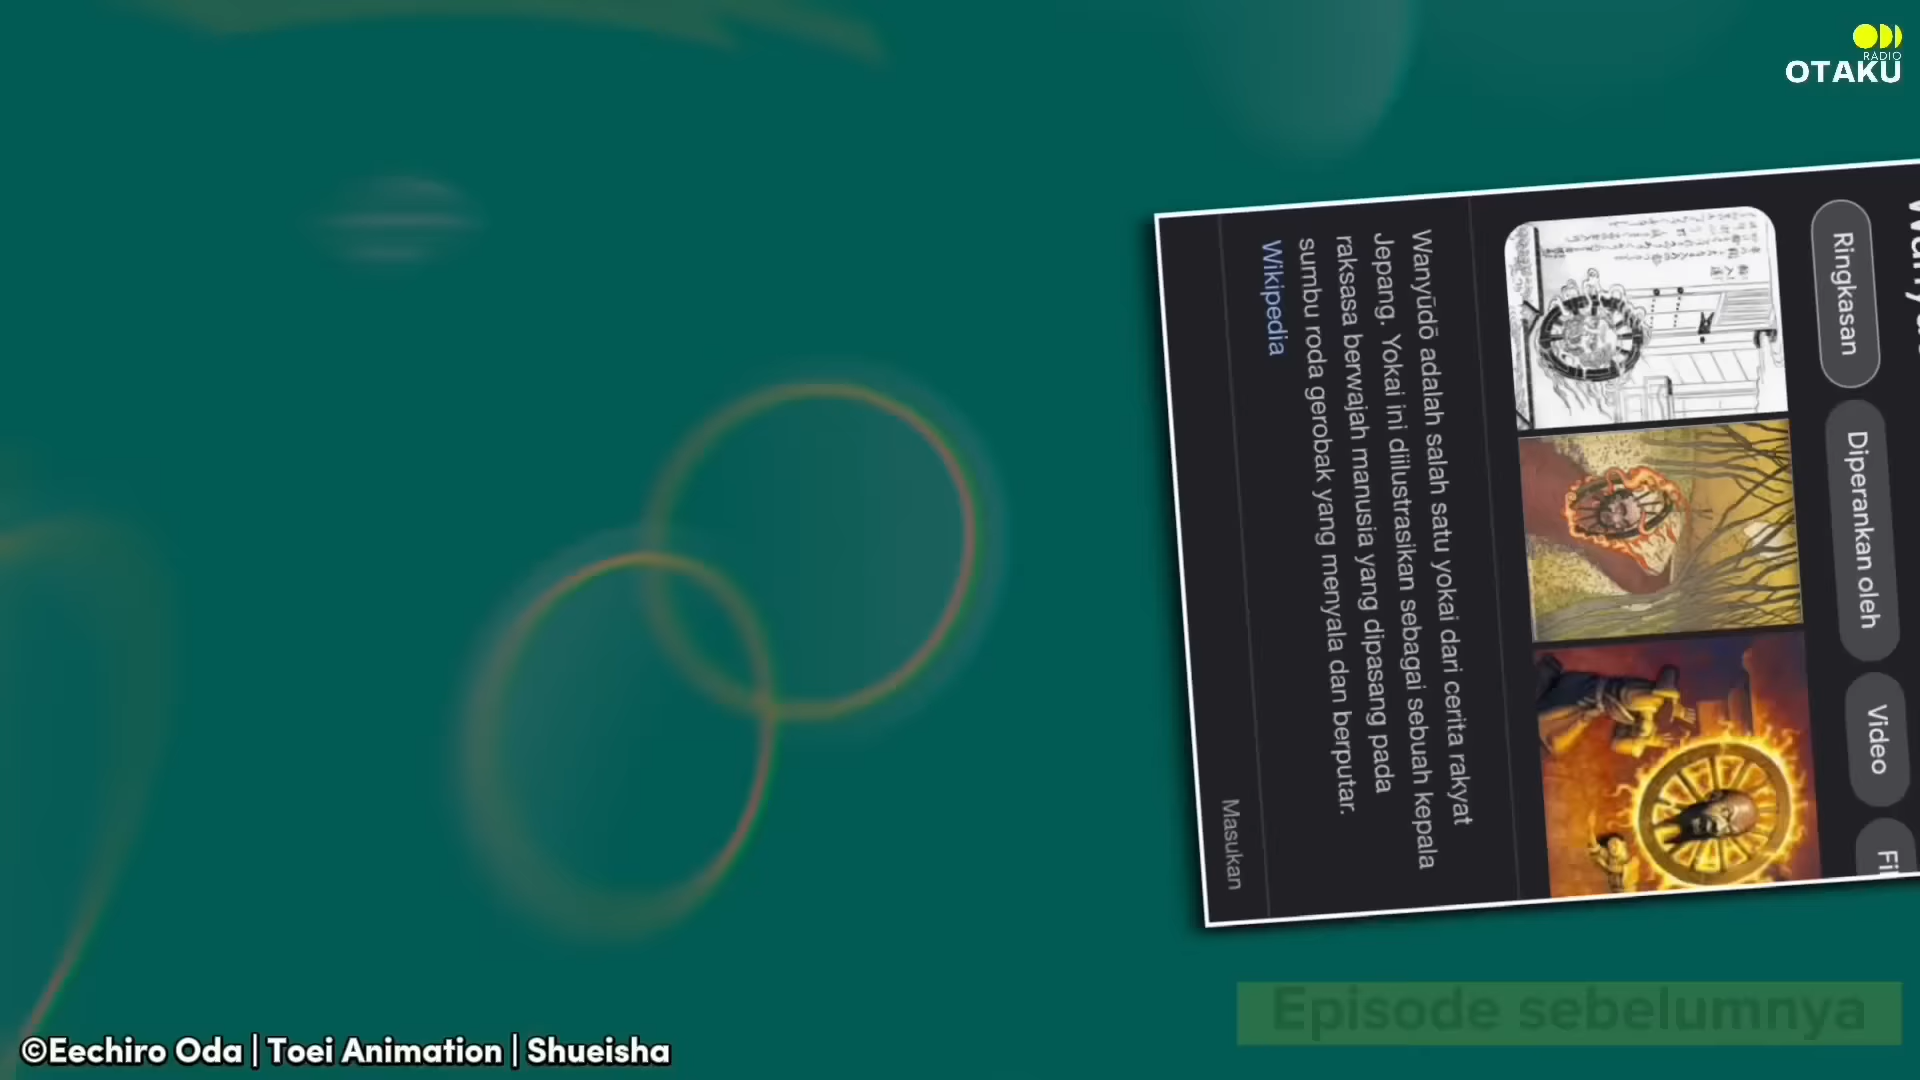 RADIO
OTAKU
Ringkasan
Diperankan oleh
Video
Wanyūdō adalah salah satu yokai dari cerita rakyat
Jepang. Yokai ini diilustrasikan sebagai sebuah kepala
raksasa berwajah manusia yang dipasang pada
sumbu roda gerobak yang menyala dan berputar.
Wikipedia
Masukan
Episode sebelumnya
©Eechiro Oda | Toei Animation | Shueisha